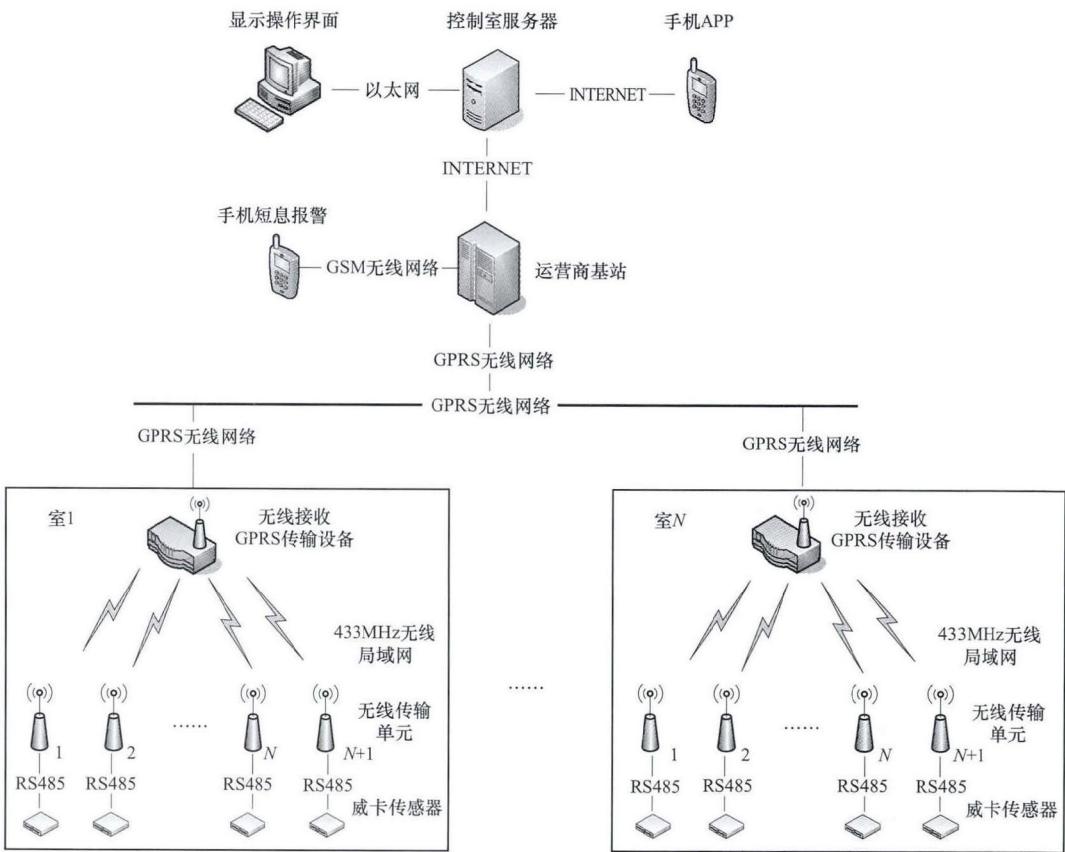 显示操作界面
控制室服务器
手机APP
以太网
INTERNET
INTERNET
手机短息报警
GSM无线网络
运营商基站
GPRS无线网络
GPRS无线网络
GPRS无线网络
GPRS无线网络
室1
无线接收
GPRS传输设备
433MHz无线
局域网
无线传输
单元
1
2
……
N
N+1
RS485
RS485
RS485
RS485
威卡传感器
……
室N
无线接收
GPRS传输设备
433MHz无线
局域网
无线传输
单元
1
2
……
N
N+1
RS485
RS485
RS485
RS485
威卡传感器